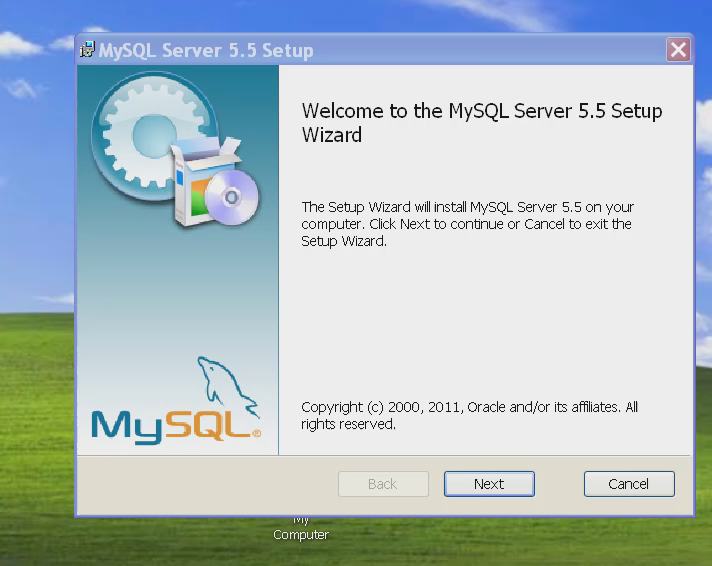 MySQL Server 5.5 Setup
Welcome to the MySQL Server 5.5 Setup
Wizard
The Setup Wizard will install MySQL Server 5.5 on your
computer. Click Next to continue or Cancel to exit the
Setup Wizard.
MySQL®
Copyright (c) 2000, 2011, Oracle and/or its affiliates. All
rights reserved.
Back
Next
Cancel
My
Computer